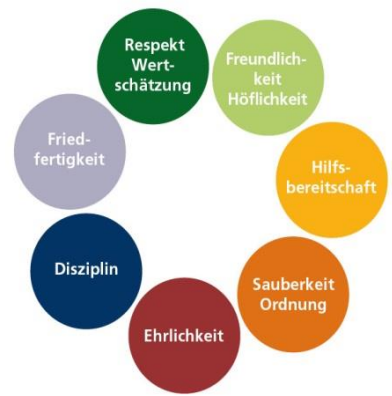 Respekt
Wert-
schätzung
Freundlich-
keit
Höflichkeit
Hilfs-
bereitschaft
Sauberkeit
Ordnung
Ehrlichkeit
Disziplin
Fried-
fertigkeit